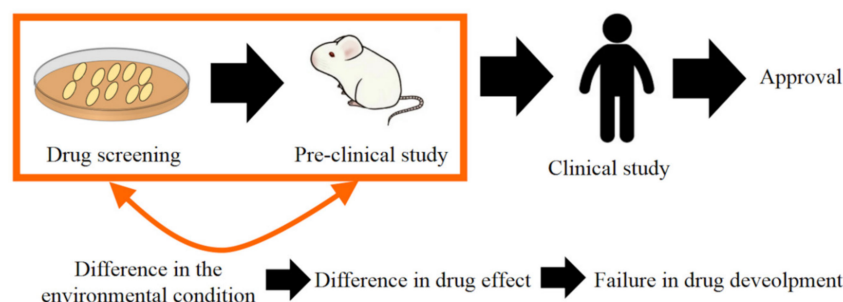 Approval
Drug screening
Pre-clinical study
Clinical study
Difference in the
environmental condition
Difference in drug effect
Failure in drug deveolpment